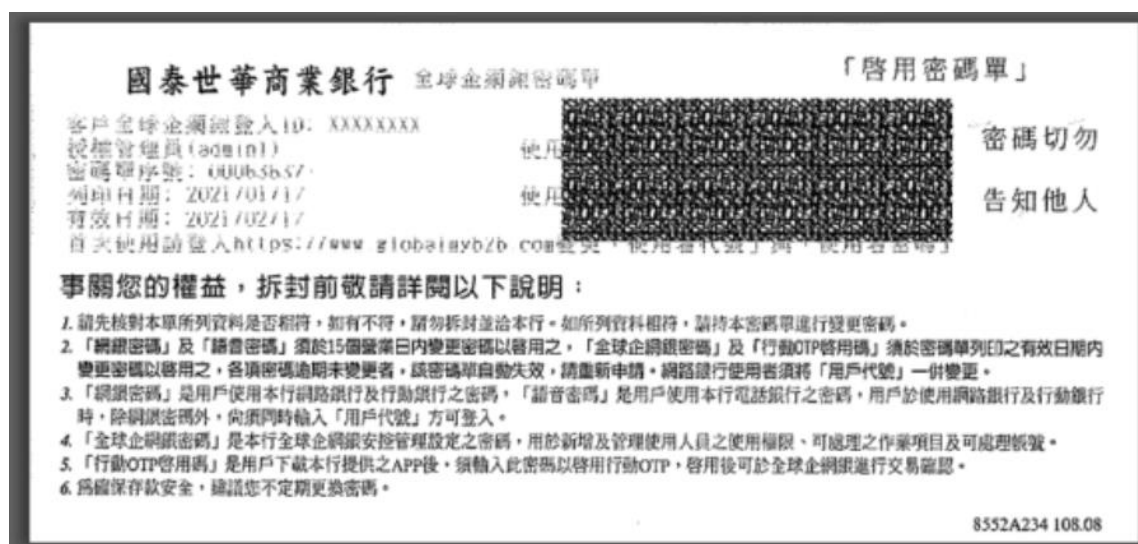 國泰世華商業銀行 全球企業網銀密碼單
「啓用密碼單」
客戶全球企業網銀登入ID: XXXXXXXX
授權管理員(admin1)
使用
密碼單序號: 00063637
列印日期: 2021/01/17
使用
有效日期: 2021/02/17
首次使用請登入https://www globalmyb2b com變更「使用者代號」與「使用者密碼」
密碼切勿
告知他人
事關您的權益，拆封前敬請詳閱以下說明：
1. 請先核對本單所列資料是否相符，如有不符，請勿拆封並洽本行。如所列資料相符，請持本密碼單進行變更密碼。
2. 「網銀密碼」及「語音密碼」須於15個營業日內變更密碼以啓用之，「全球企網銀密碼」及「行動OTP啓用碼」須於密碼單列印之有效日期內
變更密碼以啓用之，各項密碼逾期未變更者，該密碼單自動失效，請重新申請。網路銀行使用者須將「用戶代號」一併變更。
3. 「網銀密碼」是用戶使用本行網路銀行及行動銀行之密碼，「語音密碼」是用戶使用本行電話銀行之密碼，用戶於使用網路銀行及行動銀行
時，除網銀密碼外，尙須同時輸入「用戶代號」方可登入。
4. 「全球企網銀密碼」是本行全球企網銀安控管理設定之密碼，用於新增及管理使用人員之使用權限、可處理之作業項目及可處理帳號。
5. 「行動OTP啓用碼」是用戶下載本行提供之APP後，須輸入此密碼以啓用行動OTP，啓用後可於全球企網銀進行交易確認。
6. 爲確保存款安全，建議您不定期更換密碼。
8552A234 108.08